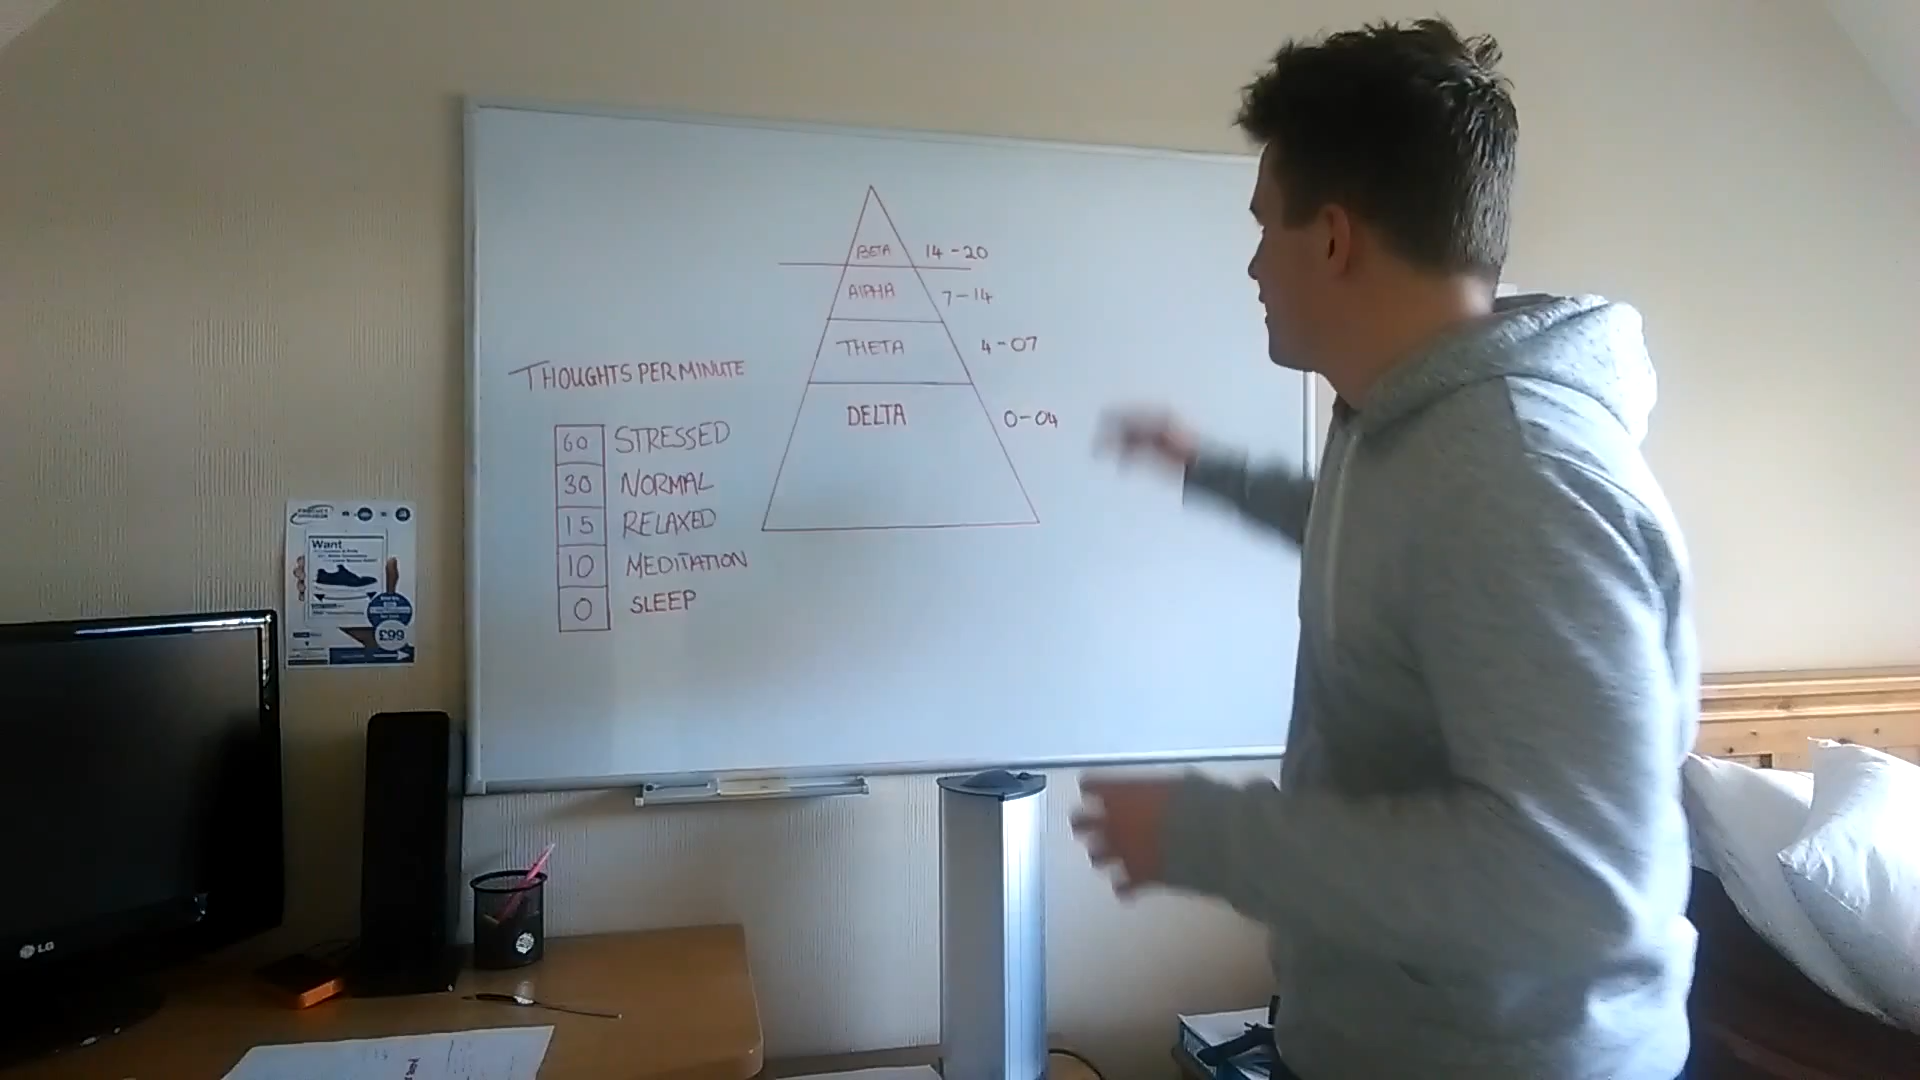 BETA 14-20
AlPHA 7-14
THETA 4-07
DELTA 0-04
THOUGHTS PER MINUTE
60 STRESSED
30 NORMAL
15 RELAXED
10 MEDITATION
0 SLEEP
Want
£99
LG